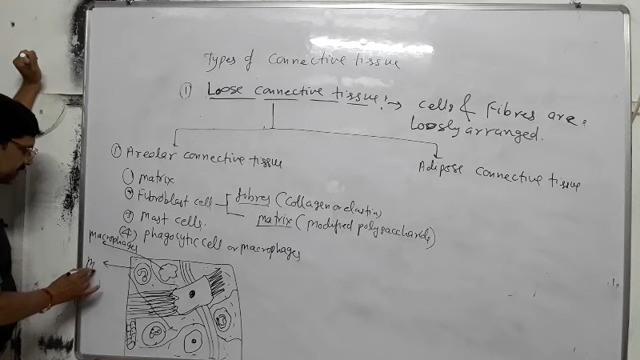 Types of Connective tissue
① Loose connective tissue:→ cells & Fibres are
Loosly arranged.
① Areolar connective tissue
Adipose connective tissue
① matrix
② Fibroblast cell fibres (Collagen or elastin)
matrix (modified polysaccharide)
③ Mast cells.
④ phagocytic cell or macrophages
macrophages